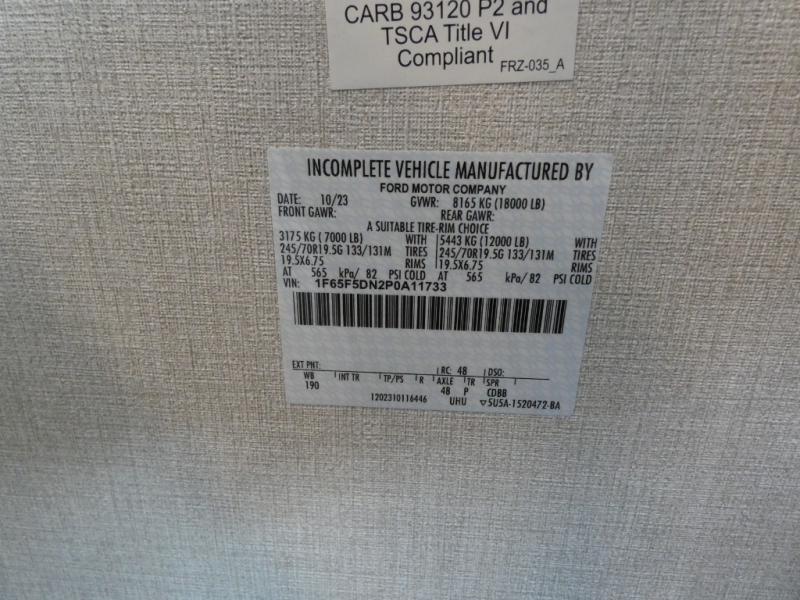 CARB 93120 P2 and
TSCA Title VI
Compliant FRZ-035_A
INCOMPLETE VEHICLE MANUFACTURED BY
FORD MOTOR COMPANY
DATE: 10/23 GVWR: 8165 KG (18000 LB)
FRONT GAWR: REAR GAWR:
A SUITABLE TIRE-RIM CHOICE
3175 KG ( 7000 LB) WITH 5443 KG (12000 LB) WITH
245/70R19.5G 133/131M TIRES 245/70R19.5G 133/131M TIRES
19.5X6.75 RIMS 19.5X6.75 RIMS
AT 565 kPa/ 82 PSI COLD AT 565 kPa/ 82 PSI COLD
VIN: 1F65F5DN2P0A11733
EXT PNT: RC: 48 DSO:
WB INT TR TP/PS R AXLE TR SPR
190 48 P CDBB
1202310116446 UHU ▽5U5A-1520472-BA